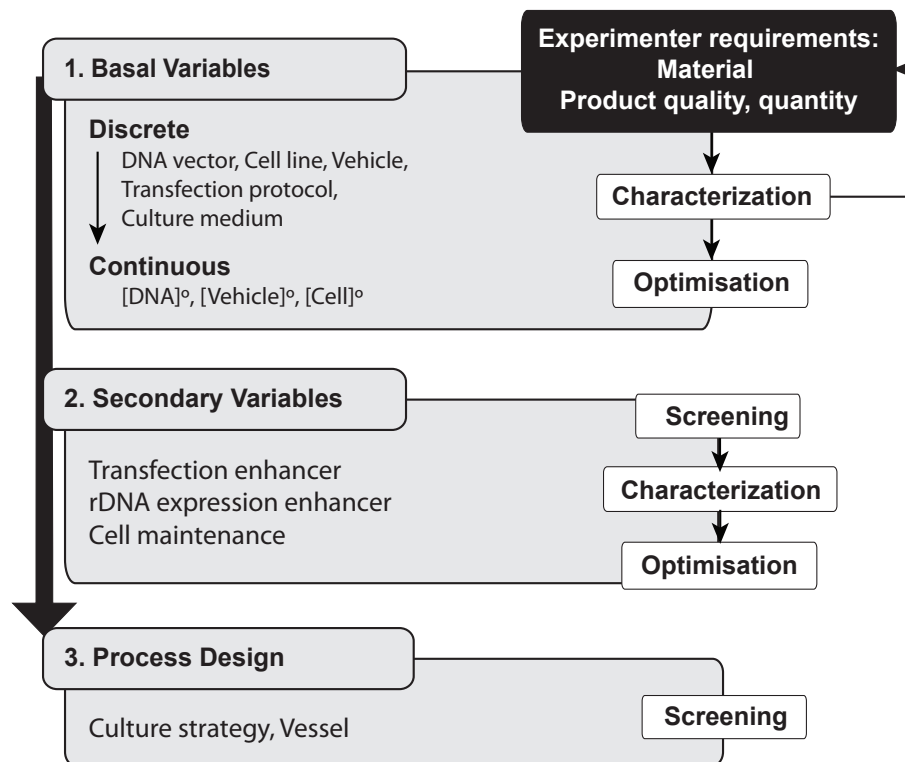 Experimenter requirements:
Material
Product quality, quantity
1. Basal Variables
Discrete
DNA vector, Cell line, Vehicle,
Transfection protocol,
Culture medium
Continuous
[DNA]º, [Vehicle]º, [Cell]º
Characterization
Optimisation
2. Secondary Variables
Transfection enhancer
rDNA expression enhancer
Cell maintenance
Screening
Characterization
Optimisation
3. Process Design
Culture strategy, Vessel
Screening